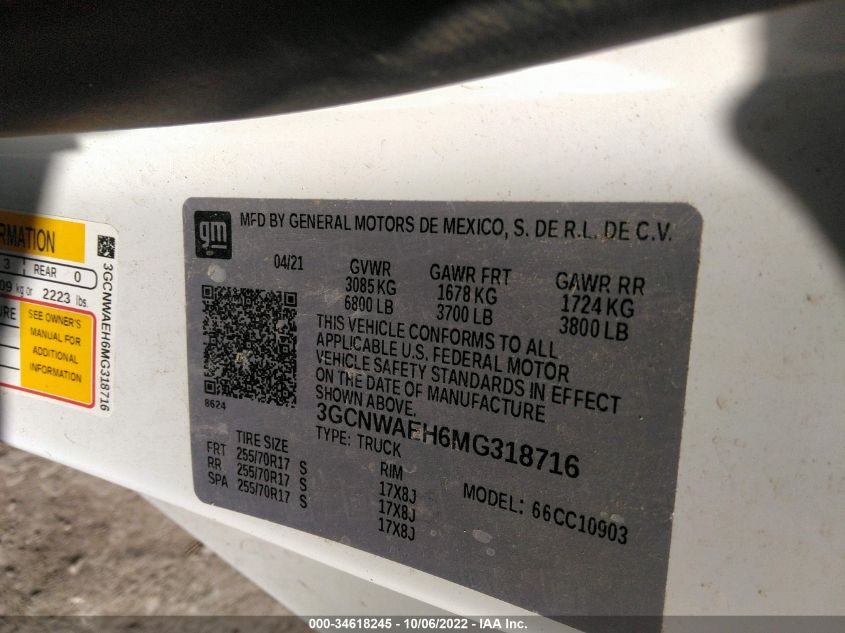 RMATION
3 REAR 0
09 kg or 2223 lbs.
URE
SEE OWNER'S
MANUAL FOR
ADDITIONAL
INFORMATION
3GCNWAEH6MG318716
gm
MFD BY GENERAL MOTORS DE MEXICO, S. DE R.L. DE C.V.
04/21 GVWR GAWR FRT GAWR RR
3085 KG 1678 KG 1724 KG
6800 LB 3700 LB 3800 LB
THIS VEHICLE CONFORMS TO ALL
APPLICABLE U.S. FEDERAL MOTOR
VEHICLE SAFETY STANDARDS IN EFFECT
ON THE DATE OF MANUFACTURE
SHOWN ABOVE.
8624
3GCNWAEH6MG318716
TYPE: TRUCK
TIRE SIZE RIM
FRT 255/70R17 S 17X8J
RR 255/70R17 S 17X8J
SPA 255/70R17 S 17X8J
MODEL: 66CC10903
000-34618245 - 10/06/2022 - IAA Inc.